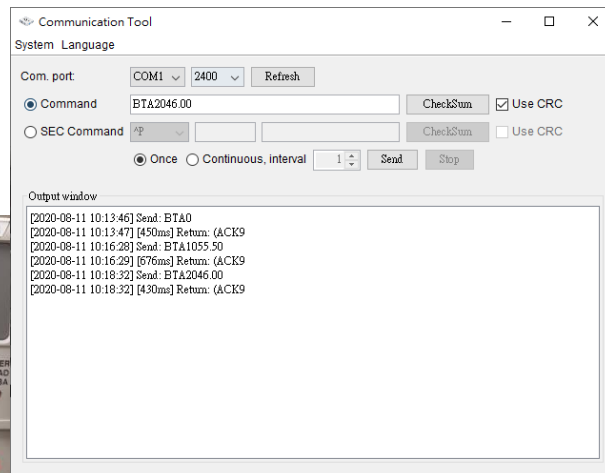 Communication Tool
System Language
Com. port: COM1 2400 Refresh
Command BTA2046.00 CheckSum Use CRC
SEC Command ^P CheckSum Use CRC
Once Continuous, interval 1 Send Stop
Output window
[2020-08-11 10:13:46] Send: BTA0
[2020-08-11 10:13:47] [450ms] Return: (ACK9
[2020-08-11 10:16:28] Send: BTA1055.50
[2020-08-11 10:16:29] [676ms] Return: (ACK9
[2020-08-11 10:18:32] Send: BTA2046.00
[2020-08-11 10:18:32] [430ms] Return: (ACK9